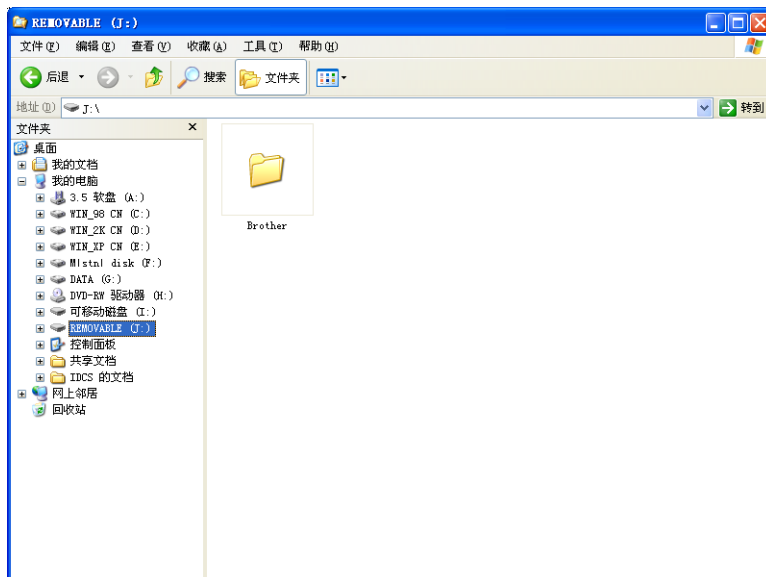 REMOVABLE (J:)
文件(F) 编辑(E) 查看(V) 收藏(A) 工具(T) 帮助(H)
后退 搜索 文件夹
地址(D) J:\ 转到
文件夹 ×
桌面
我的文档
我的电脑
3.5 软盘 (A:)
WIN_98 CN (C:)
WIN_2K CN (D:)
WIN_XP CN (E:)
M|stnl disk (F:)
DATA (G:)
DVD-RW 驱动器 (H:)
可移动磁盘 (I:)
REMOVABLE (J:)
控制面板
共享文档
IDCS 的文档
网上邻居
回收站
Brother